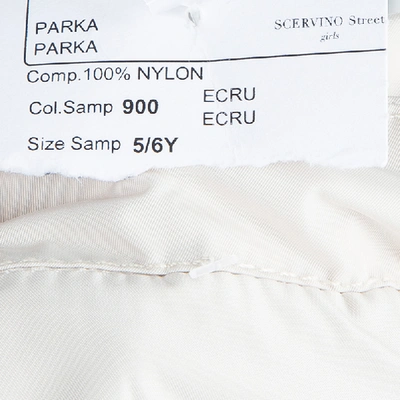 PARKA
PARKA
SCERVINO Street
girls
Comp.100% NYLON
Col.Samp 900 ECRU
ECRU
Size Samp 5/6Y